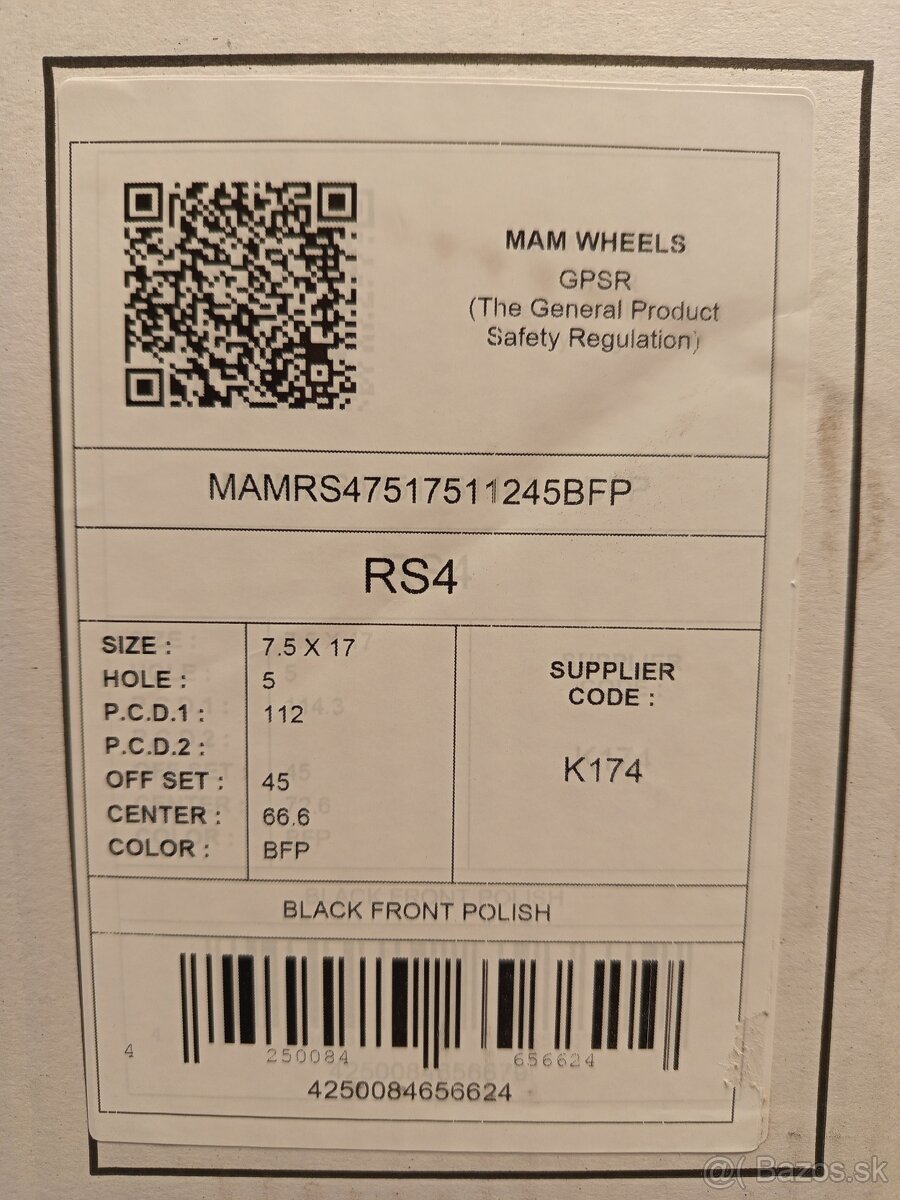 MAM WHEELS
GPSR
(The General Product
Safety Regulation)
MAMRS47517511245BFP
RS4
SIZE : 7.5 X 17
HOLE : 5
P.C.D.1 : 112
P.C.D.2 :
OFF SET : 45
CENTER : 66.6
COLOR : BFP
SUPPLIER
CODE :
K174
BLACK FRONT POLISH
4 250084 656624
4250084656624
@( Bazos.sk